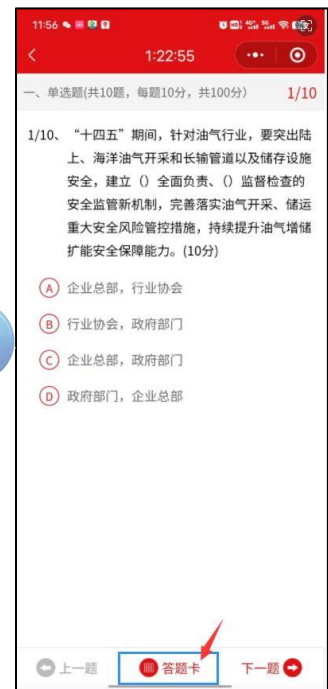 11:56
1:22:55
一、单选题(共10题，每题10分，共100分)
1/10
1/10、“十四五”期间，针对油气行业，要突出陆
上、海洋油气开采和长输管道以及储存设施
安全，建立（）全面负责、（）监督检查的
安全监管新机制，完善落实油气开采、储运
重大安全风险管控措施，持续提升油气增储
扩能安全保障能力。(10分)
A 企业总部，行业协会
B 行业协会，政府部门
C 企业总部，政府部门
D 政府部门，企业总部
上一题
答题卡
下一题